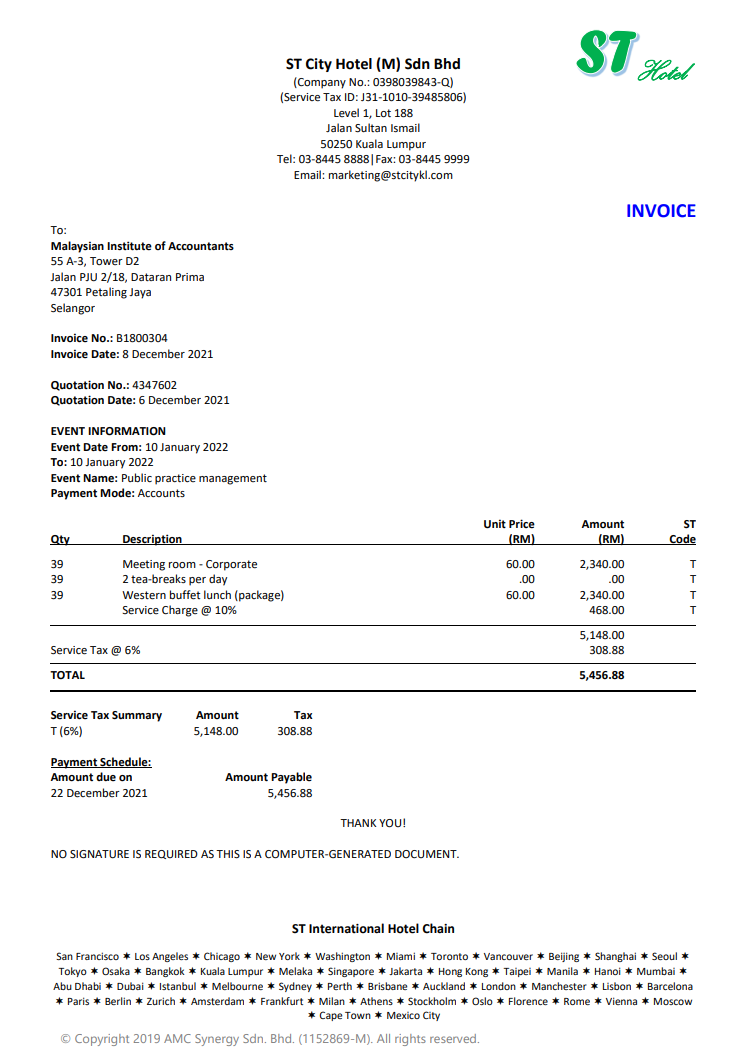 ST Hotel
ST City Hotel (M) Sdn Bhd
(Company No.: 0398039843-Q)
(Service Tax ID: J31-1010-39485806)
Level 1, Lot 188
Jalan Sultan Ismail
50250 Kuala Lumpur
Tel: 03-8445 8888|Fax: 03-8445 9999
Email: marketing@stcitykl.com
INVOICE
To:
Malaysian Institute of Accountants
55 A-3, Tower D2
Jalan PJU 2/18, Dataran Prima
47301 Petaling Jaya
Selangor
Invoice No.: B1800304
Invoice Date: 8 December 2021
Quotation No.: 4347602
Quotation Date: 6 December 2021
EVENT INFORMATION
Event Date From: 10 January 2022
To: 10 January 2022
Event Name: Public practice management
Payment Mode: Accounts
Unit Price Amount ST
Qty Description (RM) (RM) Code
39 Meeting room - Corporate 60.00 2,340.00 T
39 2 tea-breaks per day .00 .00 T
39 Western buffet lunch (package) 60.00 2,340.00 T
Service Charge @ 10% 468.00 T
5,148.00
Service Tax @ 6% 308.88
TOTAL 5,456.88
Service Tax Summary Amount Tax
T (6%) 5,148.00 308.88
Payment Schedule:
Amount due on Amount Payable
22 December 2021 5,456.88
THANK YOU!
NO SIGNATURE IS REQUIRED AS THIS IS A COMPUTER-GENERATED DOCUMENT.
ST International Hotel Chain
San Francisco ✶ Los Angeles ✶ Chicago ✶ New York ✶ Washington ✶ Miami ✶ Toronto ✶ Vancouver ✶ Beijing ✶ Shanghai ✶ Seoul ✶
Tokyo ✶ Osaka ✶ Bangkok ✶ Kuala Lumpur ✶ Melaka ✶ Singapore ✶ Jakarta ✶ Hong Kong ✶ Taipei ✶ Manila ✶ Hanoi ✶ Mumbai ✶
Abu Dhabi ✶ Dubai ✶ Istanbul ✶ Melbourne ✶ Sydney ✶ Perth ✶ Brisbane ✶ Auckland ✶ London ✶ Manchester ✶ Lisbon ✶ Barcelona
✶ Paris ✶ Berlin ✶ Zurich ✶ Amsterdam ✶ Frankfurt ✶ Milan ✶ Athens ✶ Stockholm ✶ Oslo ✶ Florence ✶ Rome ✶ Vienna ✶ Moscow
✶ Cape Town ✶ Mexico City
© Copyright 2019 AMC Synergy Sdn. Bhd. (1152869-M). All rights reserved.